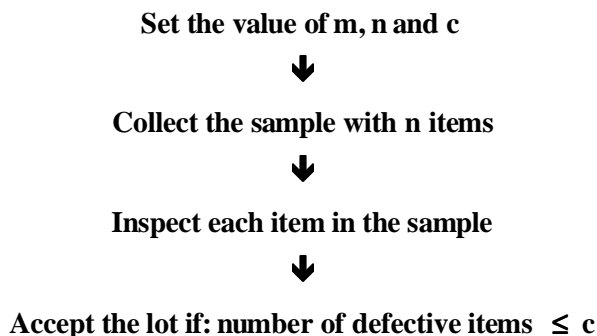 Set the value of m, n and c
Collect the sample with n items
Inspect each item in the sample
Accept the lot if: number of defective items ≤ c